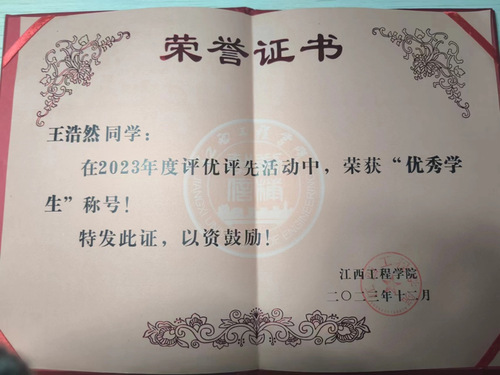 荣誉证书
王浩然同学：
在2023年度评优评先活动中，荣获“优秀学
生”称号！
特发此证，以资鼓励！
江西工程学院
二〇二三年十二月